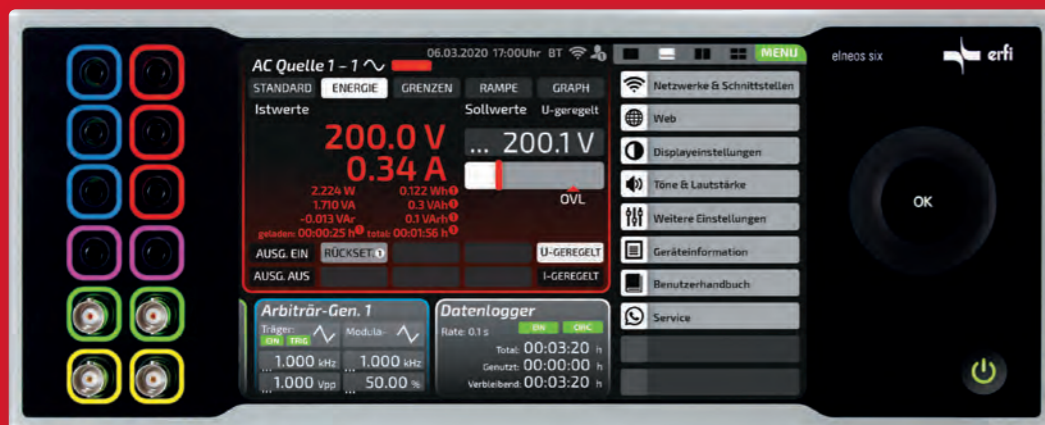 06.03.2020 17:00Uhr BT
AC Quelle 1 – 1
STANDARD ENERGIE GRENZEN RAMPE GRAPH
Istwerte
Sollwerte U-geregelt
200.0 V
... 200.1 V
0.34 A
2.224 W 0.122 Wh
1.710 VA 0.3 VAh
-0.013 VAr 0.1 VArh
geladen: 00:00:25 h total: 00:01:56 h
OVL
AUSG. EIN RÜCKSET. U-GEREGELT
AUSG. AUS I-GEREGELT
Arbiträr-Gen. 1
Träger: Modula-
ON TRIG
... 1.000 kHz ... 1.000 kHz
... 1.000 Vpp ... 50.00 %
Datenlogger
Rate: 0.1 s
Total: 00:03:20 h
Genutzt: 00:00:00 h
Verbleibend: 00:03:20 h
MENU
Netzwerke & Schnittstellen
Web
Displayeinstellungen
Töne & Lautstärke
Weitere Einstellungen
Geräteinformation
Benutzerhandbuch
Service
elneos six
erfi
OK